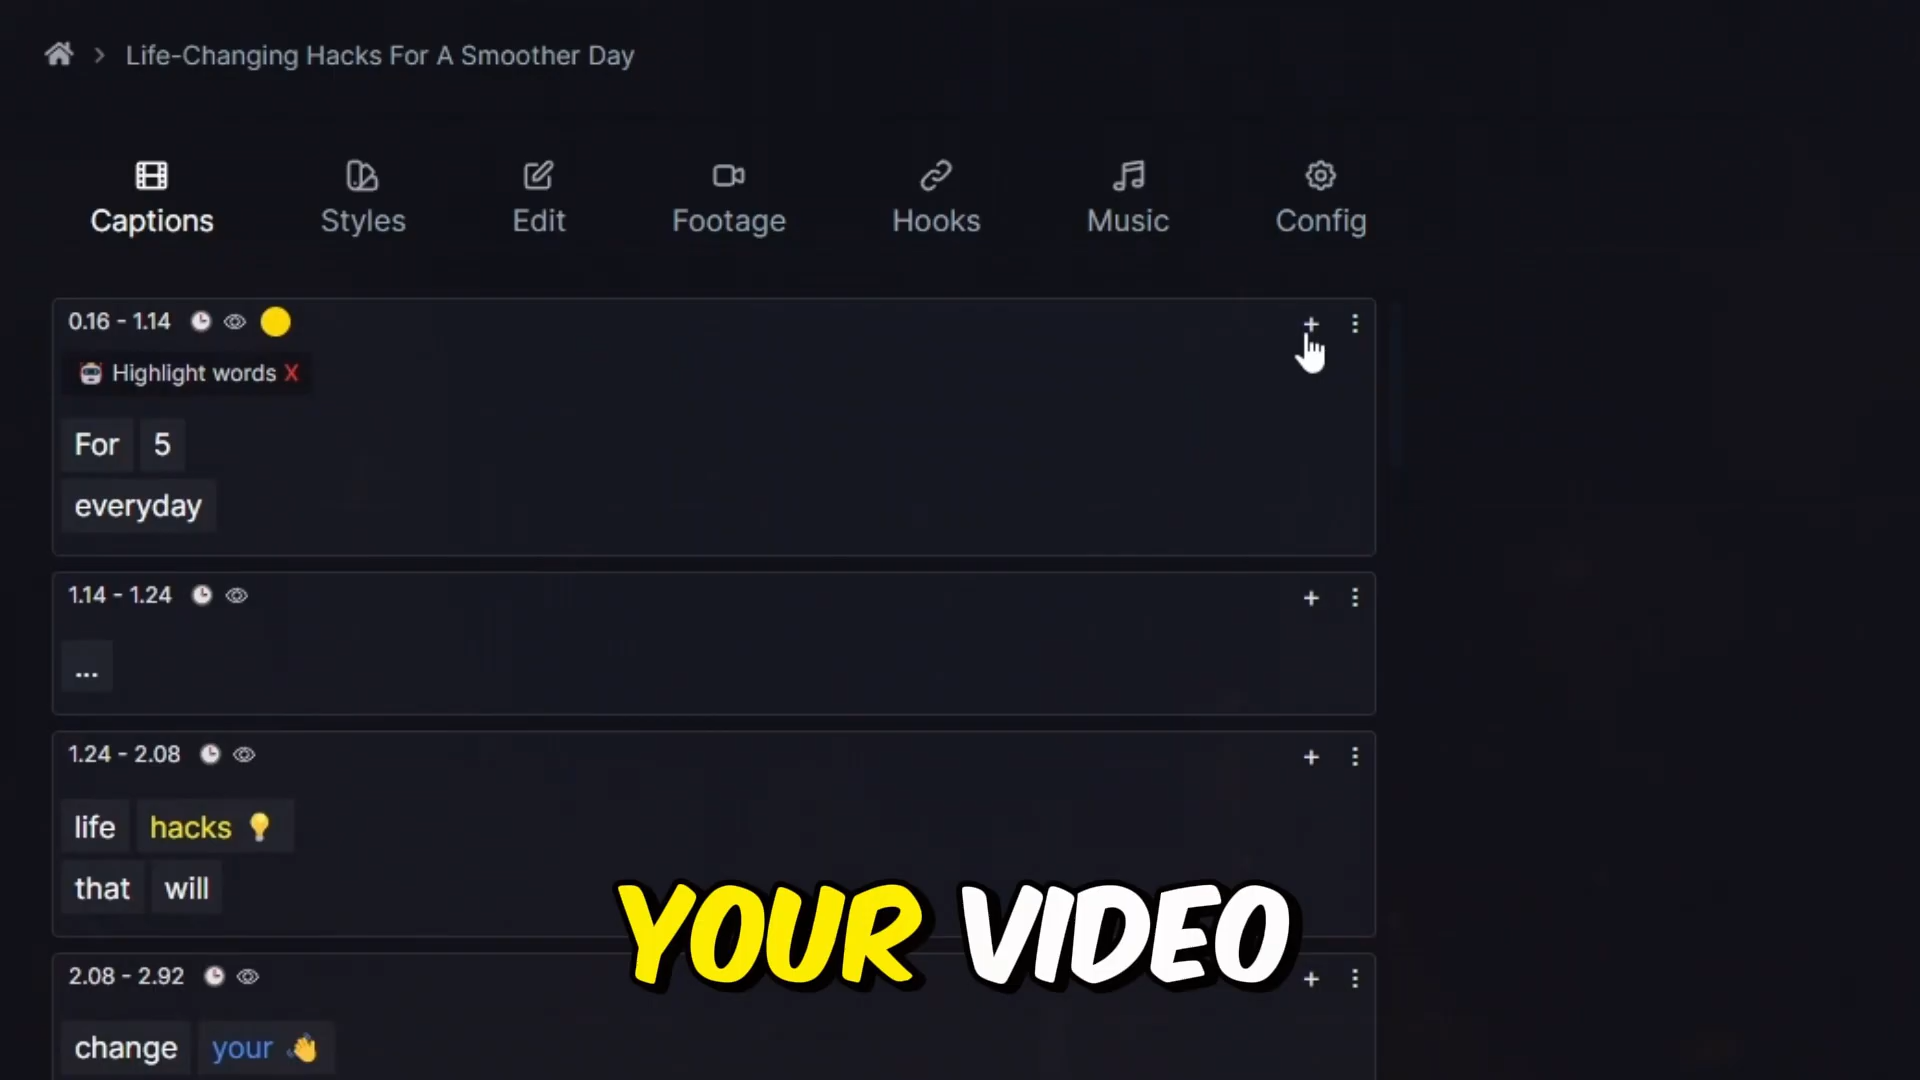 Life-Changing Hacks For A Smoother Day
Captions Styles Edit Footage Hooks Music Config
0.16 - 1.14
Highlight words X
For 5
everyday
1.14 - 1.24
...
1.24 - 2.08
life hacks
that will
YOUR VIDEO
2.08 - 2.92
change your